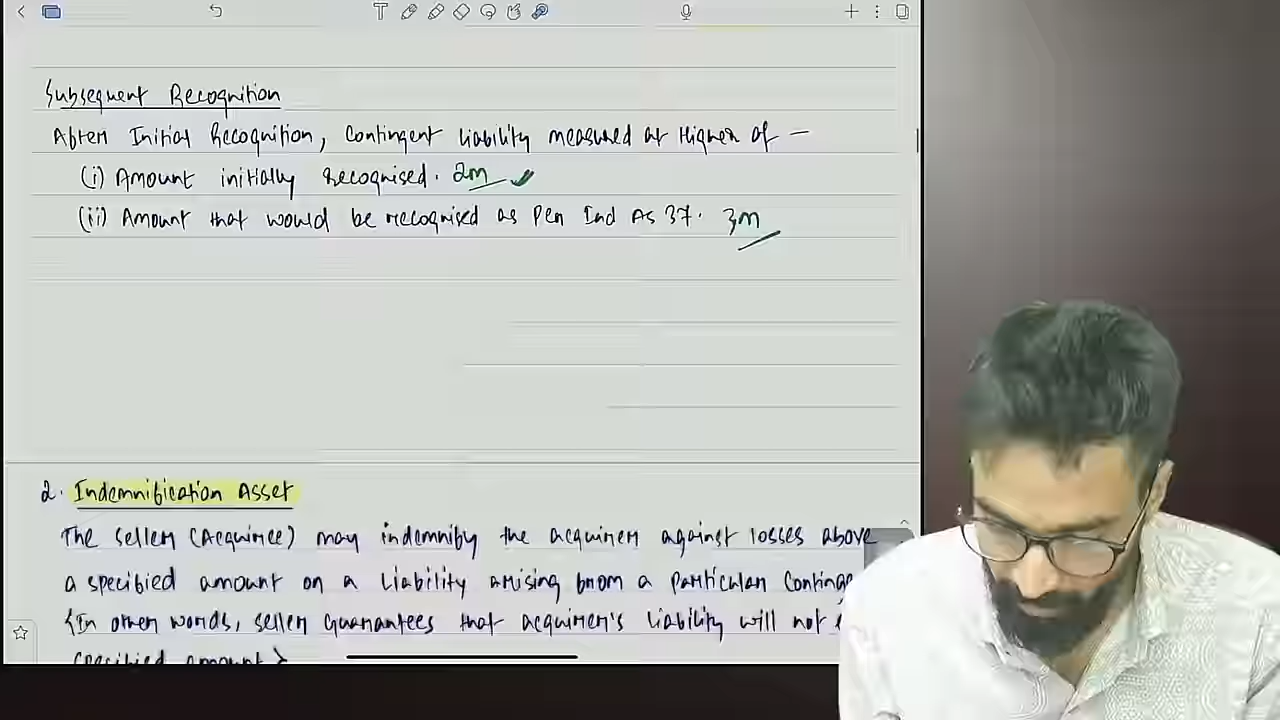 Subsequent Recognition
After Initial Recognition, Contingent liability measured at Higher of —
(i) Amount initially Recognised. 2m
(ii) Amount that would be recognised as Per Ind As 37. 3m
2. Indemnification Asset
The seller (Acquiree) may indemnify the acquirer against losses above
a specified amount on a Liability arising from a Particular
{In other words, seller Guarantees that acquirer's liability will not
specified amount}